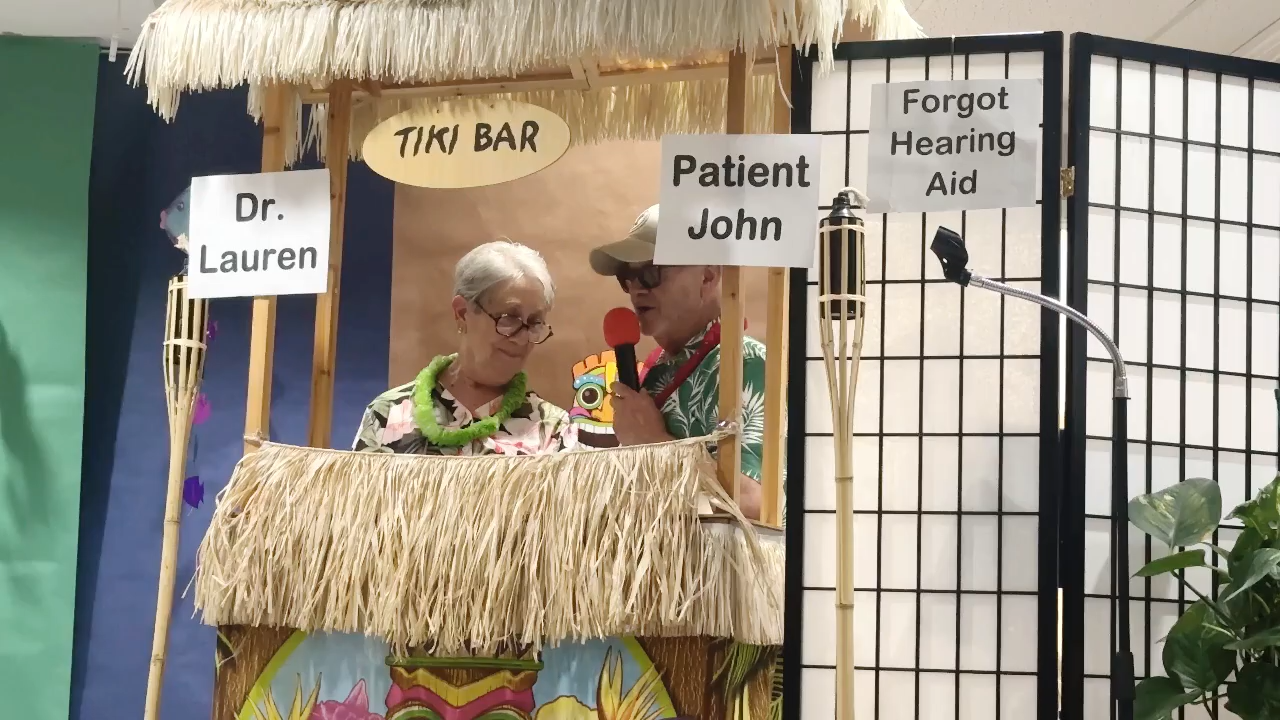 TIKI BAR
Dr.
Lauren
Patient
John
Forgot
Hearing
Aid